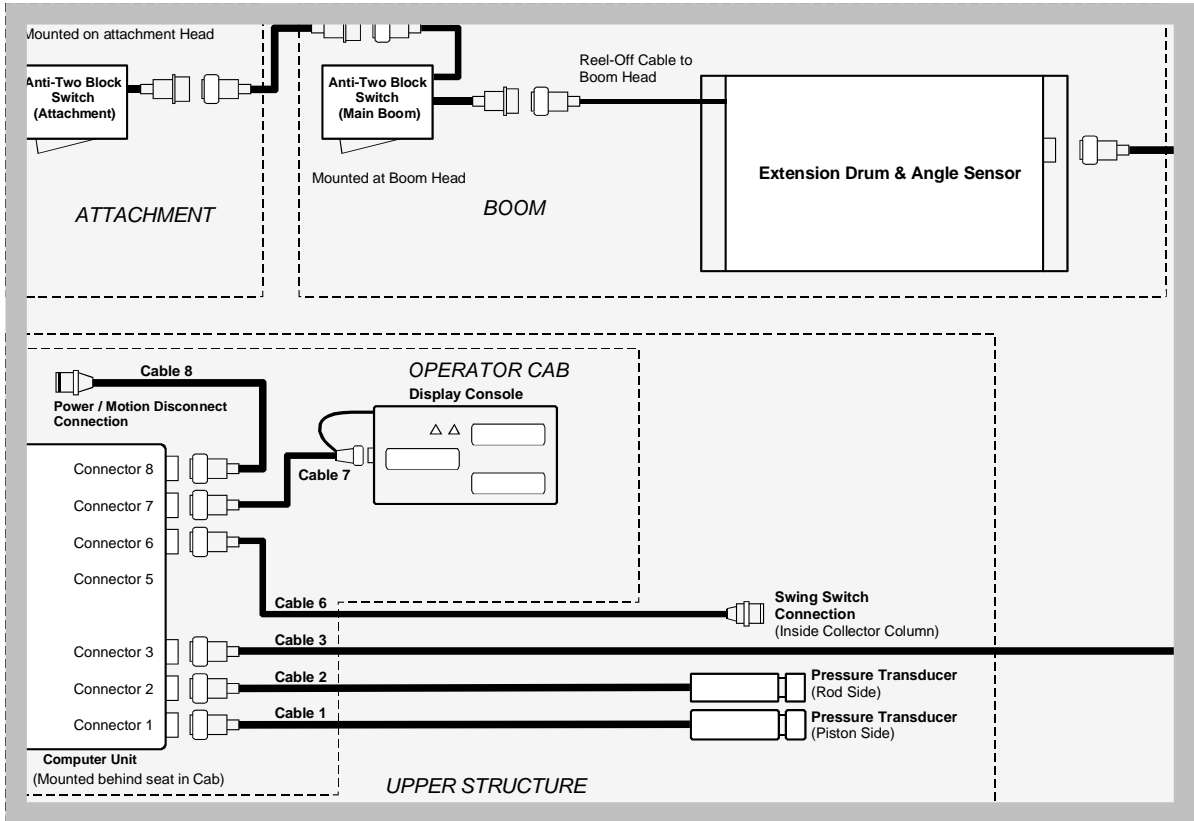 Mounted on attachment Head
Anti-Two Block
Switch
(Attachment)
ATTACHMENT
Anti-Two Block
Switch
(Main Boom)
Mounted at Boom Head
BOOM
Reel-Off Cable to
Boom Head
Extension Drum & Angle Sensor
OPERATOR CAB
Display Console
Cable 8
Power / Motion Disconnect
Connection
Cable 7
Connector 8
Connector 7
Connector 6
Connector 5
Connector 3
Connector 2
Connector 1
Cable 6
Cable 3
Cable 2
Cable 1
Swing Switch
Connection
(Inside Collector Column)
Pressure Transducer
(Rod Side)
Pressure Transducer
(Piston Side)
Computer Unit
(Mounted behind seat in Cab)
UPPER STRUCTURE